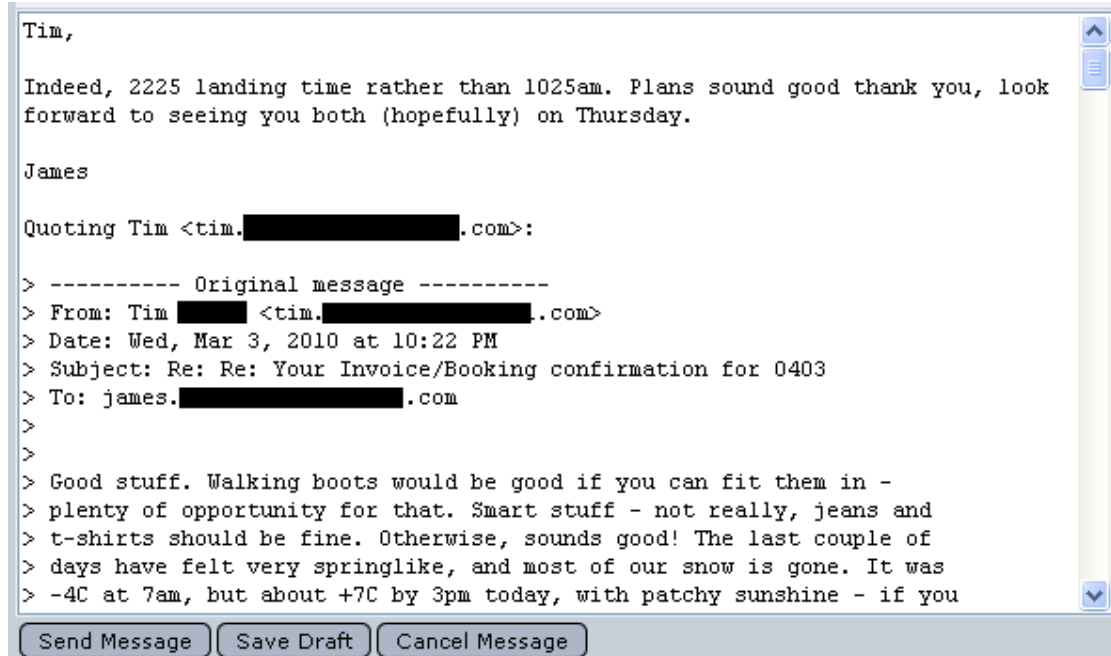 Tim,
Indeed, 2225 landing time rather than 1025am. Plans sound good thank you, look
forward to seeing you both (hopefully) on Thursday.
James
Quoting Tim <tim. .com>:
> ---------- Original message ----------
> From: Tim <tim. .com>
> Date: Wed, Mar 3, 2010 at 10:22 PM
> Subject: Re: Re: Your Invoice/Booking confirmation for 0403
> To: james. .com
>
>
> Good stuff. Walking boots would be good if you can fit them in -
> plenty of opportunity for that. Smart stuff - not really, jeans and
> t-shirts should be fine. Otherwise, sounds good! The last couple of
> days have felt very springlike, and most of our snow is gone. It was
> -4C at 7am, but about +7C by 3pm today, with patchy sunshine - if you
Send Message Save Draft Cancel Message